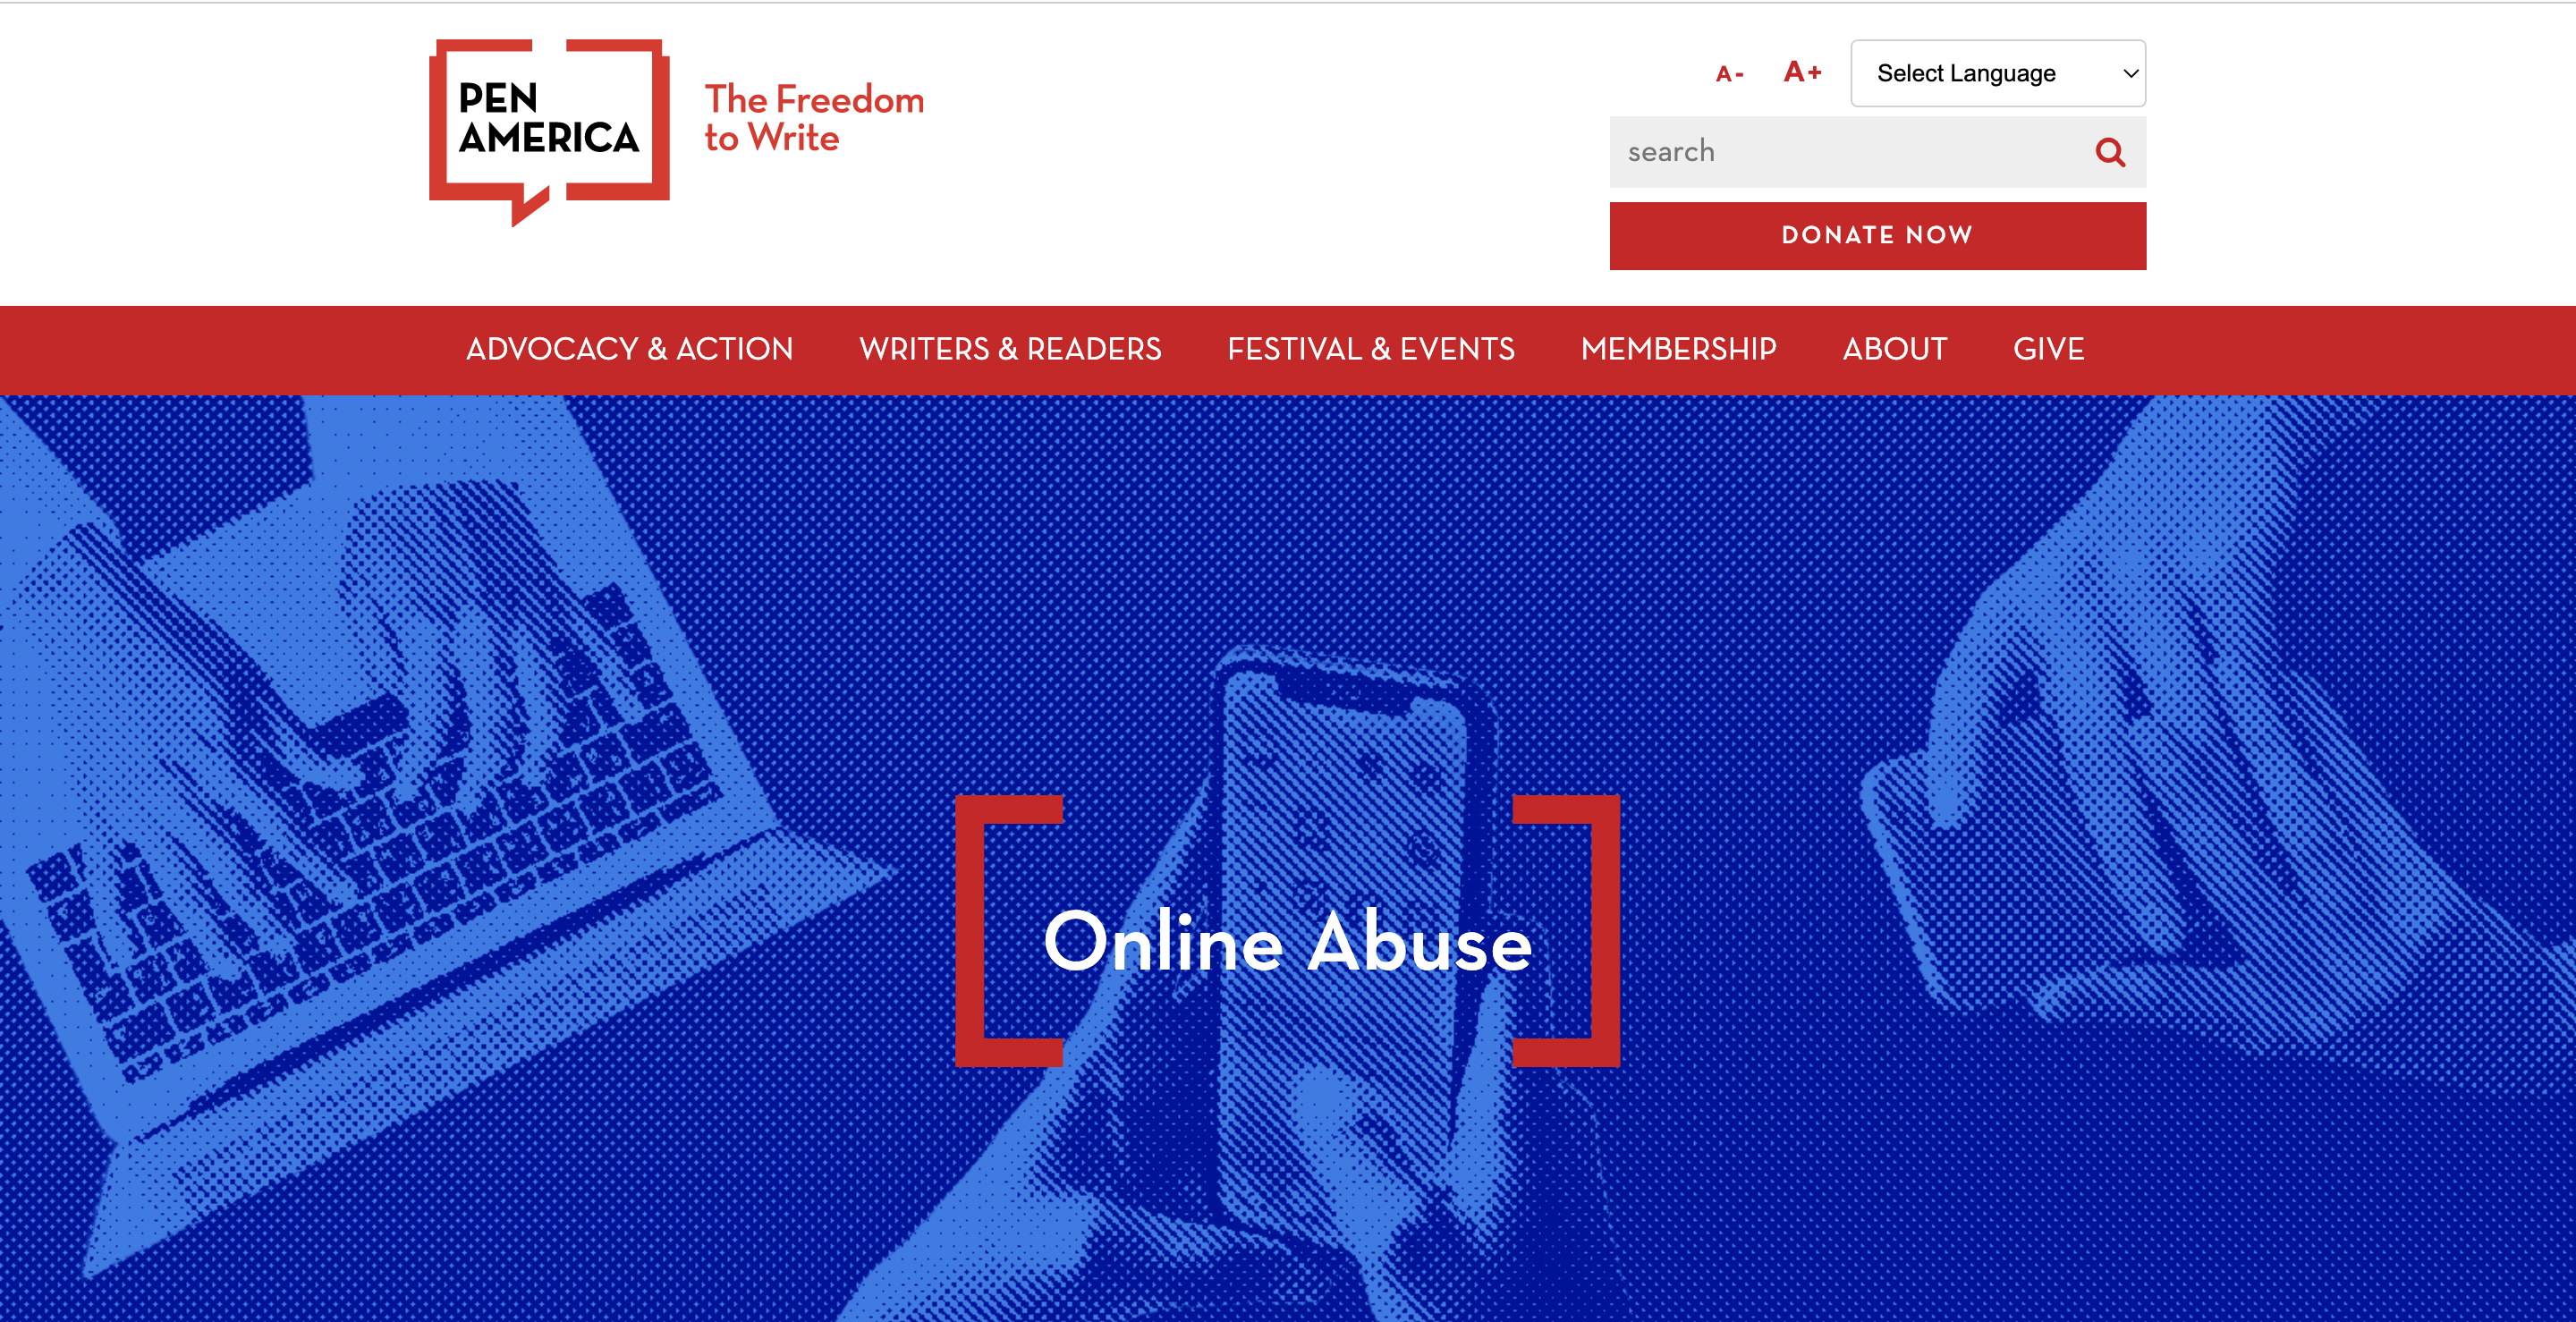 PEN
AMERICA
The Freedom
to Write
A-
A+
Select Language
search
DONATE NOW
ADVOCACY & ACTION
WRITERS & READERS
FESTIVAL & EVENTS
MEMBERSHIP
ABOUT
GIVE
Online Abuse